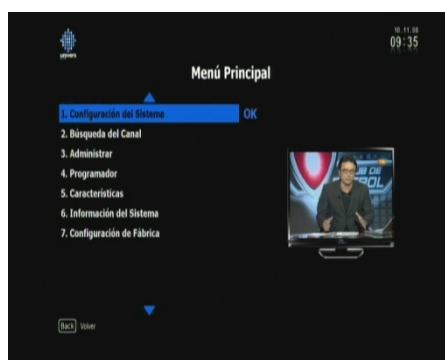 10.11.08
09:35
Menú Principal
1. Configuración del Sistema OK
2. Búsqueda del Canal
3. Administrar
4. Programador
5. Características
6. Información del Sistema
7. Configuración de Fábrica
Back Volver